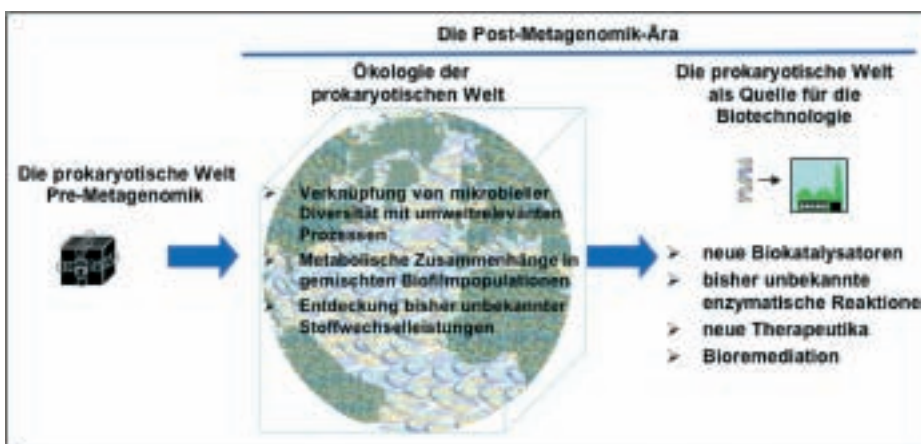 Die Post-Metagenomik-Ära
Ökologie der
prokaryotischen Welt
Die prokaryotische Welt
als Quelle für die
Biotechnologie
Die prokaryotische Welt
Pre-Metagenomik
➢ Verknüpfung von mikrobieller
Diversität mit umweltrelevanten
Prozessen
➢ Metabolische Zusammenhänge in
gemischten Biofilmpopulationen
➢ Entdeckung bisher unbekannter
Stoffwechselleistungen
➢ neue Biokatalysatoren
➢ bisher unbekannte
enzymatische Reaktione
➢ neue Therapeutika
➢ Bioremediation